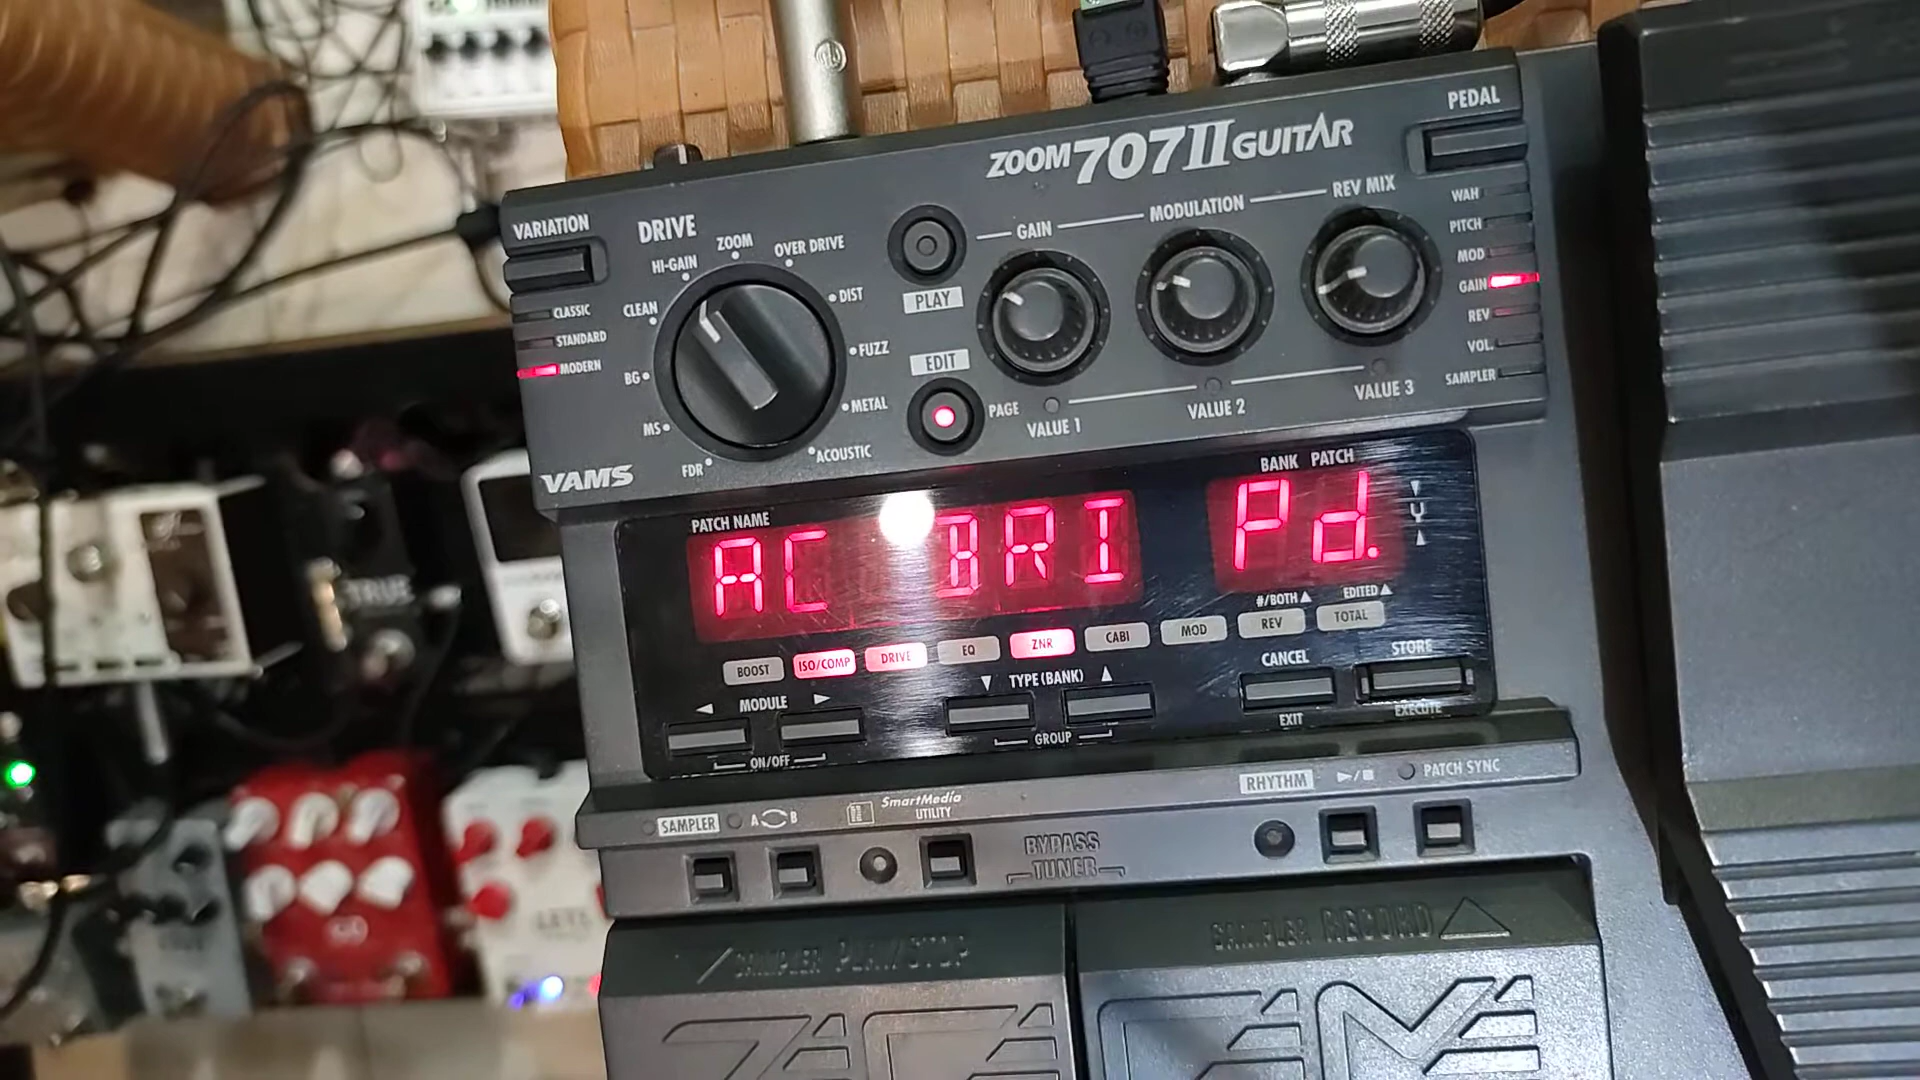 PEDAL
ZOOM 707II GUITAR
VARIATION
DRIVE
CLASSIC
STANDARD
MODERN
ZOOM
OVER DRIVE
HI-GAIN
DIST
CLEAN
FUZZ
BG
METAL
MS
ACOUSTIC
FDR
PLAY
EDIT
PAGE
GAIN
MODULATION
REV MIX
VALUE 1
VALUE 2
VALUE 3
WAH
PITCH
MOD
GAIN
REV
VOL.
SAMPLER
VAMS
PATCH NAME
BANK PATCH
AC BRI Pd.
#/BOTH ▲ EDITED ▲
BOOST ISO/COMP DRIVE EQ ZNR CABI MOD REV TOTAL
◄ MODULE ►
▼ TYPE (BANK) ▲
CANCEL
STORE
ON/OFF
GROUP
EXIT
EXECUTE
SAMPLER A B
SmartMedia
UTILITY
RHYTHM ►/■ PATCH SYNC
BYPASS
TUNER
SAMPLER PLAY/STOP
SAMPLER RECORD
TRUE
LEVEL